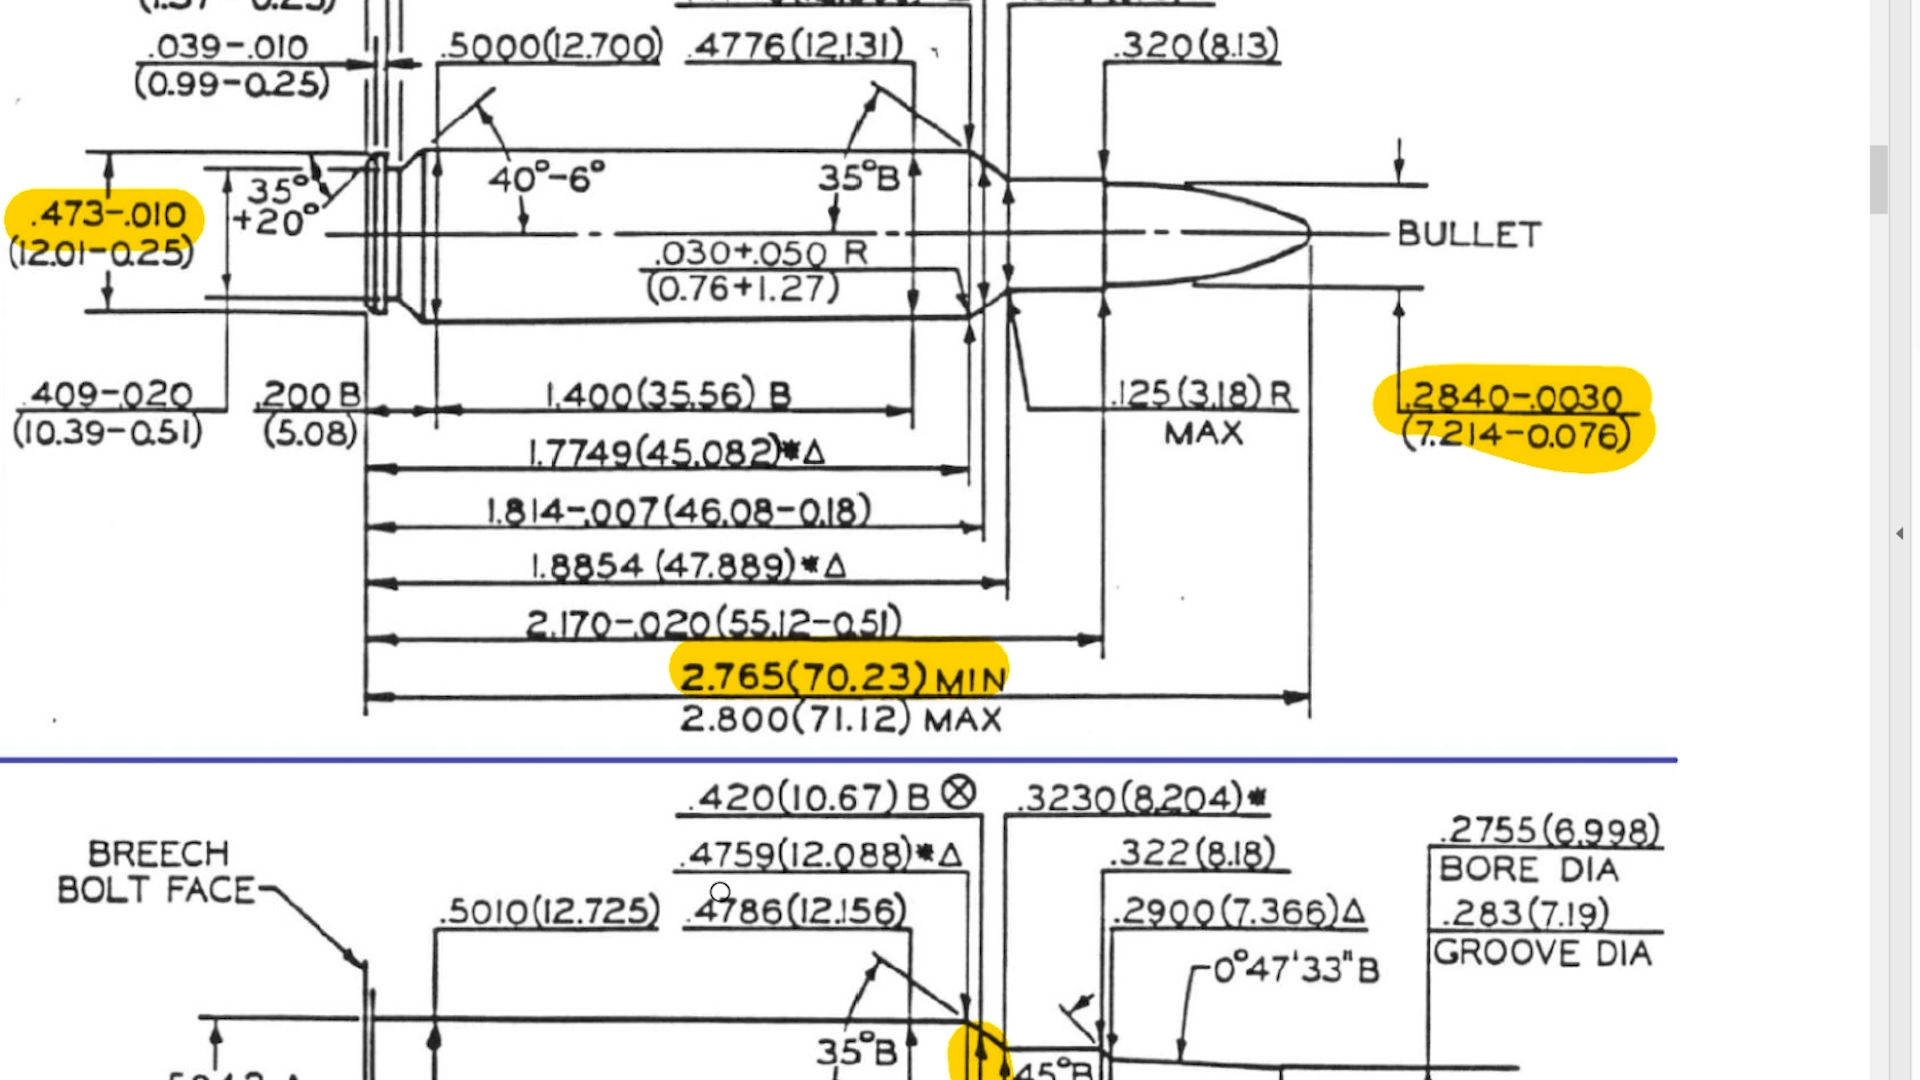 .039-.010
(0.99-0.25)
.5000(12.700)
.4776(12.131)
.320(8.13)
.473-.010
(12.01-0.25)
35°
+20°
40°-6°
35°B
BULLET
.030+.050 R
(0.76+1.27)
.409-.020
(10.39-0.51)
.200 B
(5.08)
1.400(35.56) B
.125(3.18) R
MAX
.2840-.0030
(7.214-0.076)
1.7749(45.082)*Δ
1.814-.007(46.08-0.18)
1.8854 (47.889)*Δ
2.170-.020(55.12-0.51)
2.765(70.23) MIN
2.800(71.12) MAX
.420(10.67) B ⊗
.3230(8.204)*
BREECH
BOLT FACE
.4759(12.088)*Δ
.322(8.18)
.2755(6.998)
BORE DIA
.5010(12.725)
.4786(12.156)
.2900(7.366)Δ
.283(7.19)
GROOVE DIA
0°47'33"B
35°B
45°B